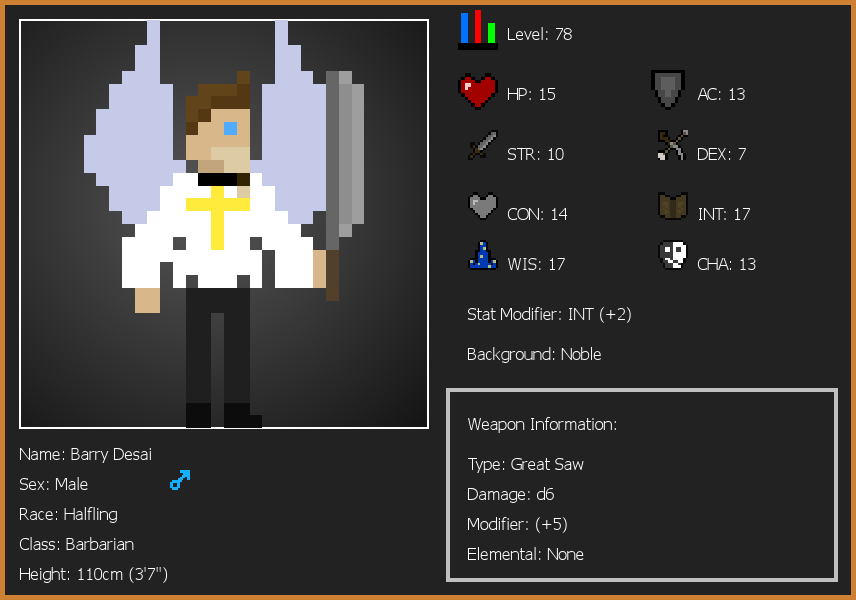 Level: 78
HP: 15
AC: 13
STR: 10
DEX: 7
CON: 14
INT: 17
WIS: 17
CHA: 13
Stat Modifier: INT (+2)
Background: Noble
Weapon Information:
Type: Great Saw
Damage: d6
Modifier: (+5)
Elemental: None
Name: Barry Desai
Sex: Male
Race: Halfling
Class: Barbarian
Height: 110cm (3'7")